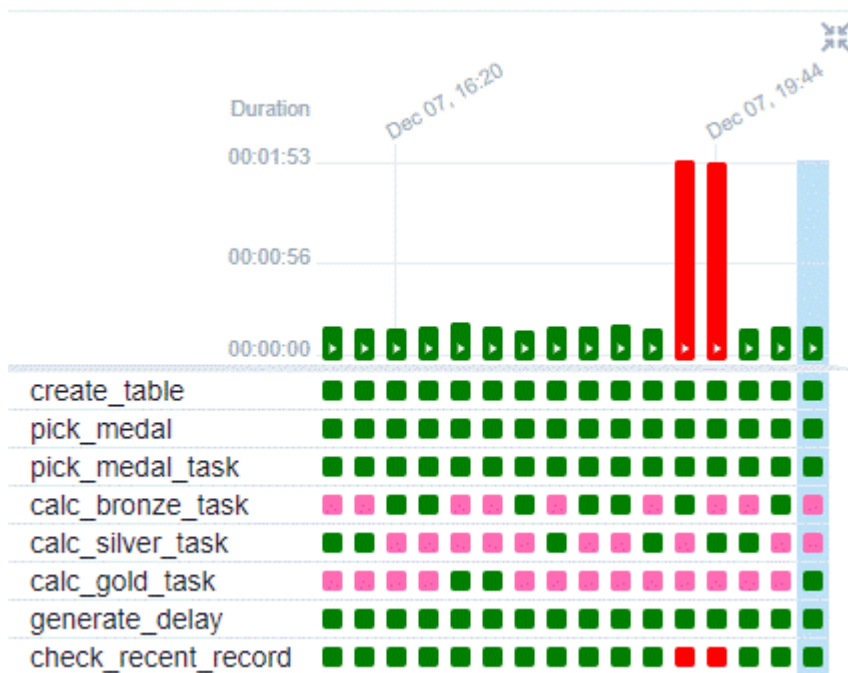 Dec 07, 16:20
Dec 07, 19:44
Duration
00:01:53
00:00:56
00:00:00
create_table
pick_medal
pick_medal_task
calc_bronze_task
calc_silver_task
calc_gold_task
generate_delay
check_recent_record